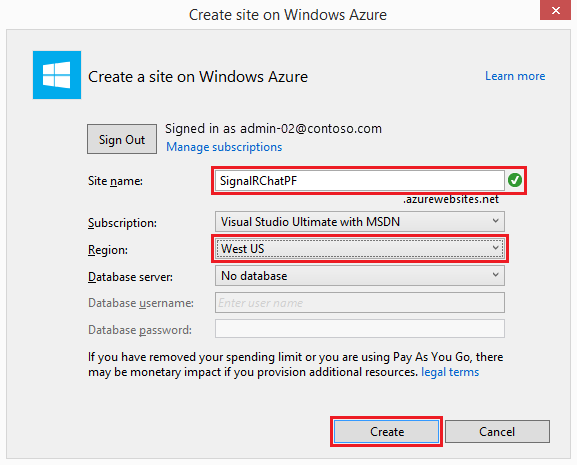 Create site on Windows Azure
Create a site on Windows Azure
Learn more
Sign Out
Signed in as admin-02@contoso.com
Manage subscriptions
Site name:
SignalRChatPF
.azurewebsites.net
Subscription:
Visual Studio Ultimate with MSDN
Region:
West US
Database server:
No database
Database username:
Enter user name
Database password:
If you have removed your spending limit or you are using Pay As You Go, there
may be monetary impact if you provision additional resources. legal terms
Create
Cancel